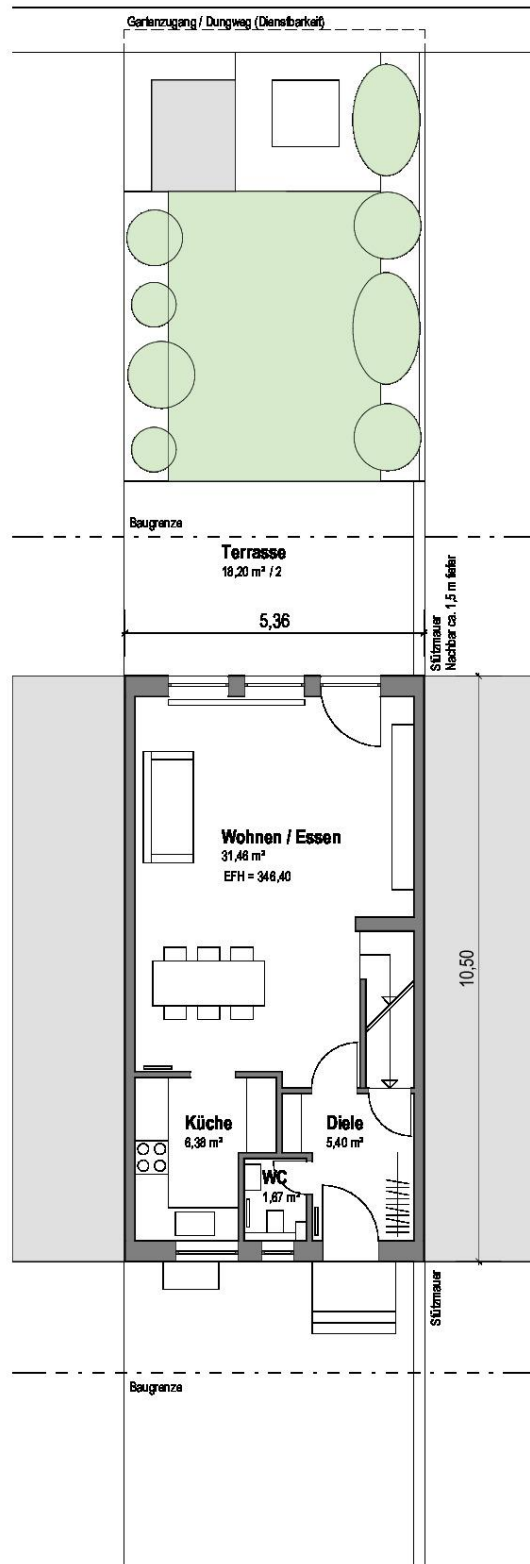 Gartenzugang / Dungweg (Dienstbarkeit)
Baugrenze
Terrasse
18,20 m² / 2
5,36
Stützmauer
Nachbar ca. 1,5 m tiefer
Wohnen / Essen
31,46 m²
EFH = 346,40
10,50
Küche
6,38 m²
Diele
5,40 m²
WC
1,67 m²
Stützmauer
Baugrenze